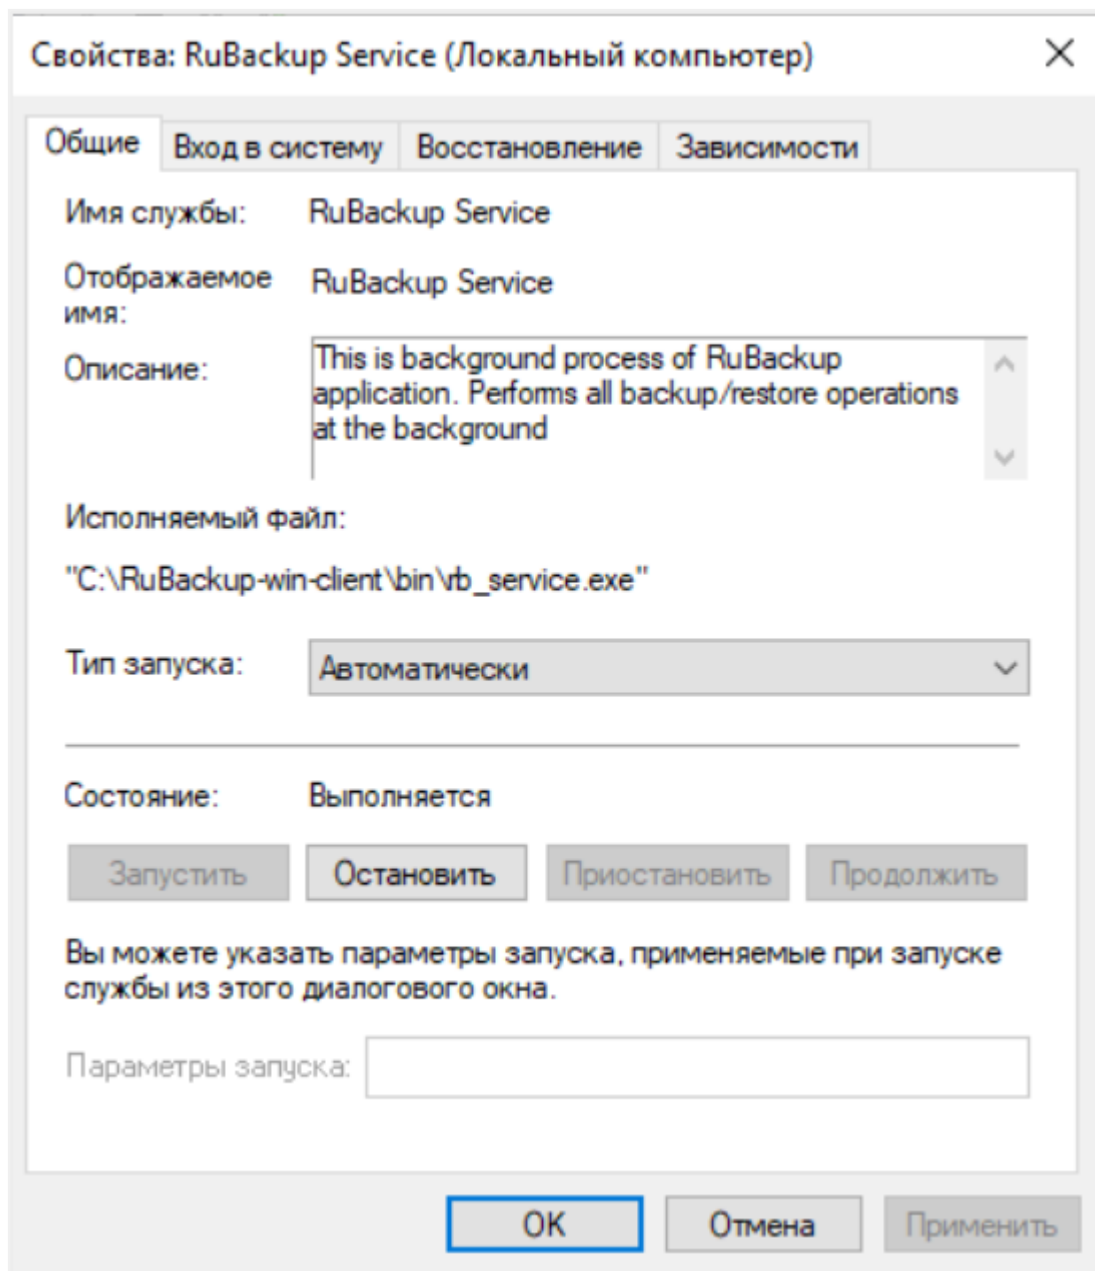 Свойства: RuBackup Service (Локальный компьютер)
Общие Вход в систему Восстановление Зависимости
Имя службы: RuBackup Service
Отображаемое имя: RuBackup Service
Описание: This is background process of RuBackup
application. Performs all backup/restore operations
at the background
Исполняемый файл:
"C:\RuBackup-win-client\bin\rb_service.exe"
Тип запуска: Автоматически
Состояние: Выполняется
Запустить Остановить Приостановить Продолжить
Вы можете указать параметры запуска, применяемые при запуске
службы из этого диалогового окна.
Параметры запуска:
OK Отмена Применить